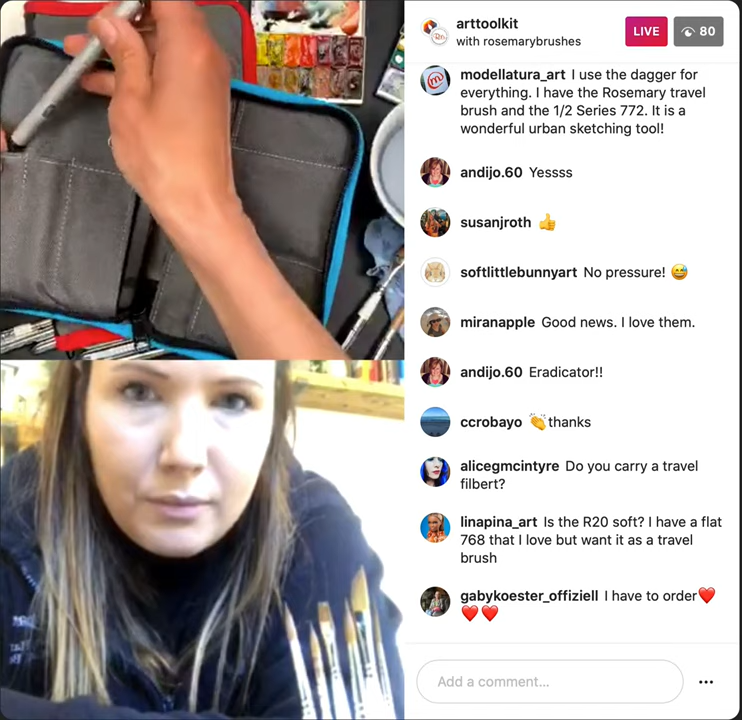 arttoolkit
with rosemarybrushes
LIVE
80
modellatura_art I use the dagger for
everything. I have the Rosemary travel
brush and the 1/2 Series 772. It is a
wonderful urban sketching tool!
andijo.60 Yessss
susanjroth 👍
softlittlebunnyart No pressure! 😅
miranapple Good news. I love them.
andijo.60 Eradicator!!
ccrobayo 👏thanks
alicegmcintyre Do you carry a travel
filbert?
linapina_art Is the R20 soft? I have a flat
768 that I love but want it as a travel
brush
gabykoester_offiziell I have to order❤️
❤️❤️
Add a comment...